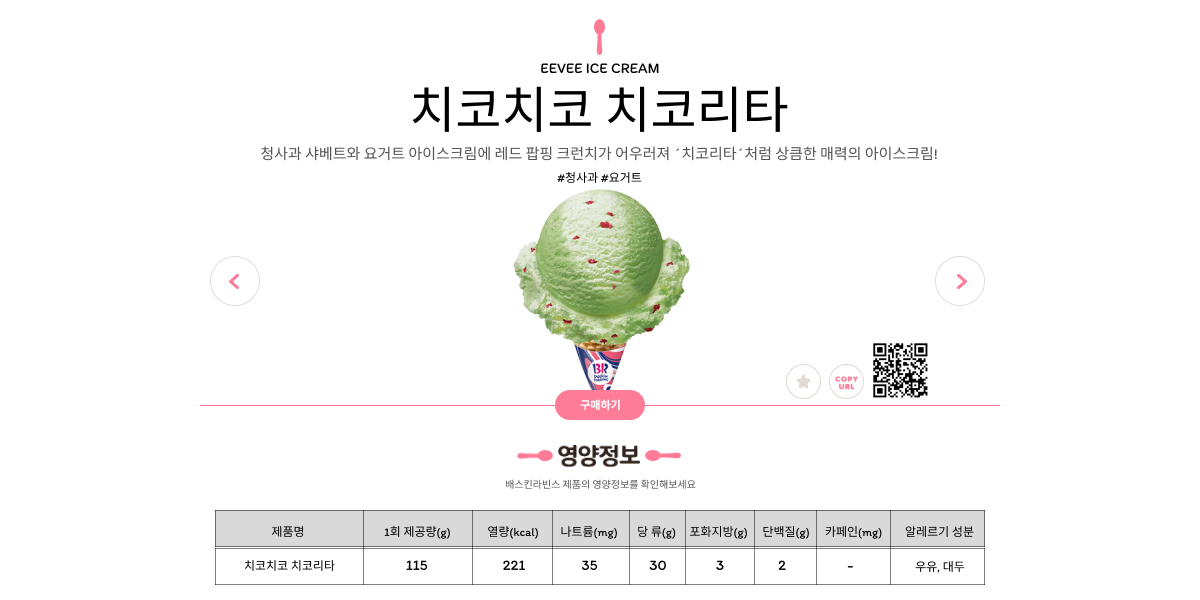 EEVEE ICE CREAM
치코치코 치코리타
청사과 샤베트와 요거트 아이스크림에 레드 팝핑 크런치가 어우러져 ´치코리타´처럼 상큼한 매력의 아이스크림!
#청사과 #요거트
BR
baskin robbins
COPY
URL
구매하기
영양정보
배스킨라빈스 제품의 영양정보를 확인해보세요
제품명 1회 제공량(g) 열량(kcal) 나트륨(mg) 당 류(g) 포화지방(g) 단백질(g) 카페인(mg) 알레르기 성분
치코치코 치코리타 115 221 35 30 3 2 - 우유, 대두